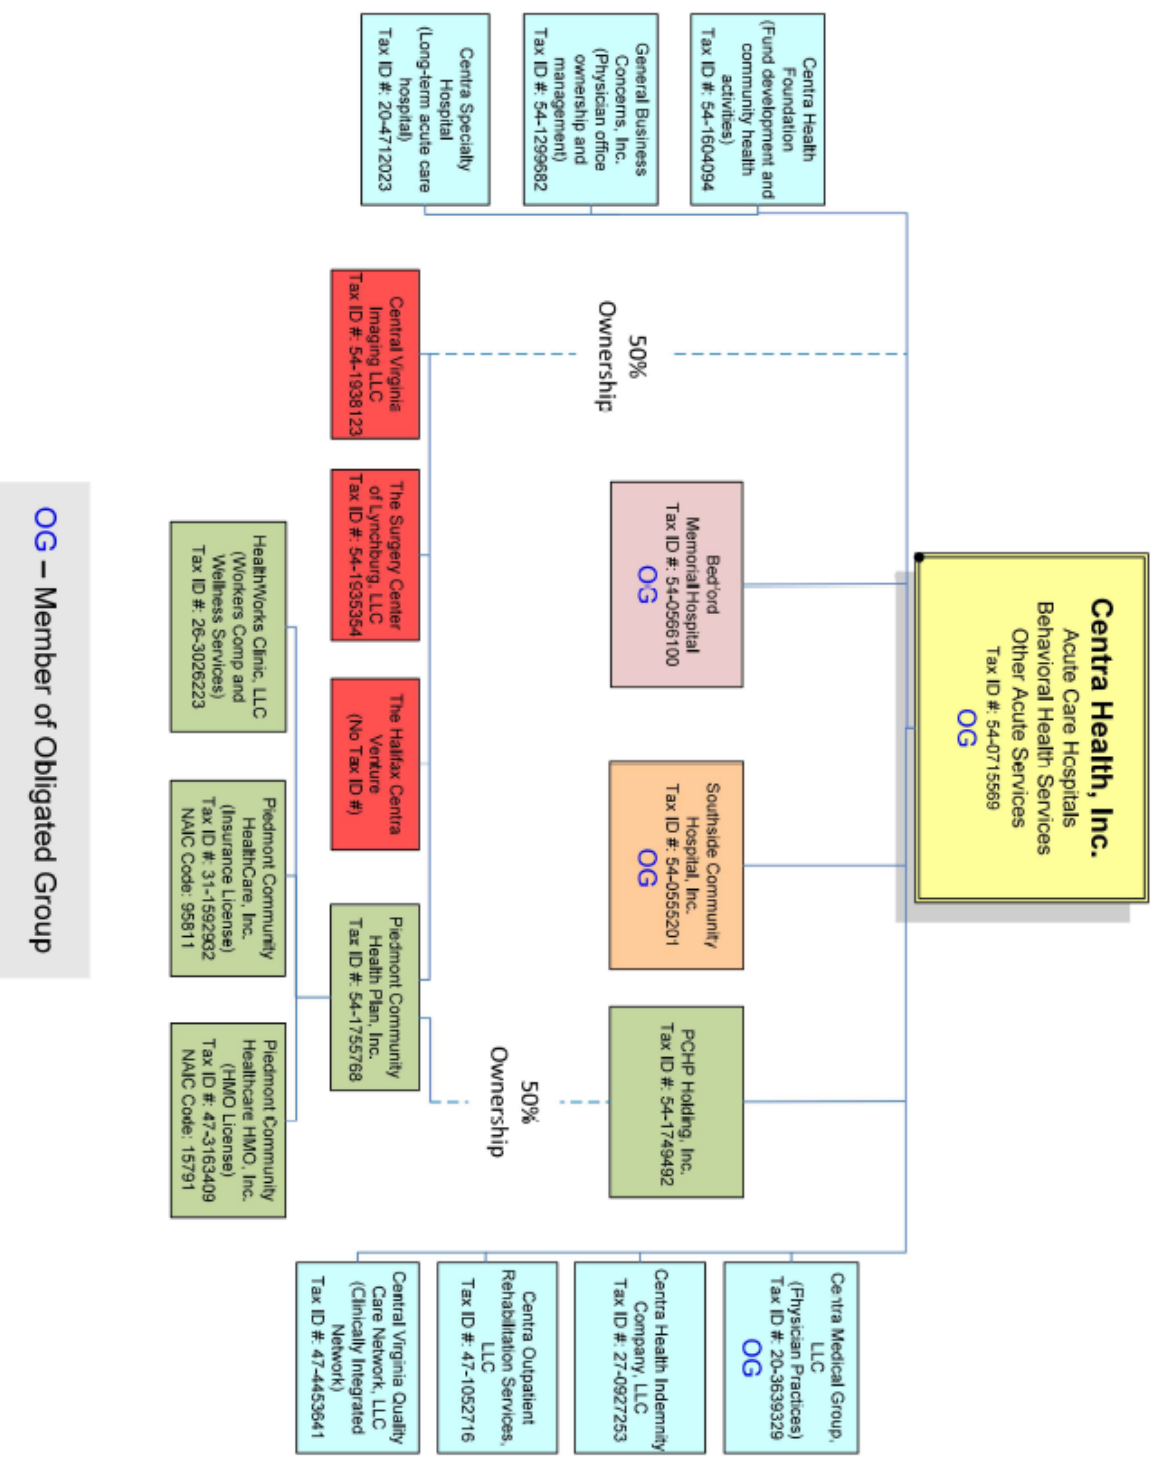 Centra Health, Inc.
Acute Care Hospitals
Behavioral Health Services
Other Acute Services
Tax ID #: 54-0715569
OG
Centra Health
Foundation
(Fund development and
community health
activities)
Tax ID #: 54-1604094
General Business
Concerns, Inc.
(Physician office
ownership and
management)
Tax ID #: 54-1299682
Centra Specialty
Hospital
(Long-term acute care
hospital)
Tax ID #: 20-4712023
50%
Ownership
Bedford
Memorial Hospital
Tax ID #: 54-0566100
OG
Southside Community
Hospital, Inc.
Tax ID #: 54-0555201
OG
PCHP Holding, Inc.
Tax ID #: 54-1749492
50%
Ownership
Central Virginia
Imaging LLC
Tax ID #: 54-1938123
The Surgery Center
of Lynchburg, LLC
Tax ID #: 54-1935354
The Halifax Centra
Venture
(No Tax ID #)
Piedmont Community
Health Plan, Inc.
Tax ID #: 54-1755768
HealthWorks Clinic, LLC
(Workers Comp and
Wellness Services)
Tax ID #: 26-3026223
Piedmont Community
HealthCare, Inc.
(Insurance License)
Tax ID #: 31-1592932
NAIC Code: 95811
Piedmont Community
Healthcare HMO, Inc.
(HMO License)
Tax ID #: 47-3163409
NAIC Code: 15791
Centra Medical Group,
LLC
(Physician Practices)
Tax ID #: 20-3639329
OG
Centra Health Indemnity
Company, LLC
Tax ID #: 27-0927253
Centra Outpatient
Rehabilitation Services,
LLC
Tax ID #: 47-1052716
Central Virginia Quality
Care Network, LLC
(Clinically Integrated
Network)
Tax ID #: 47-4453641
OG – Member of Obligated Group